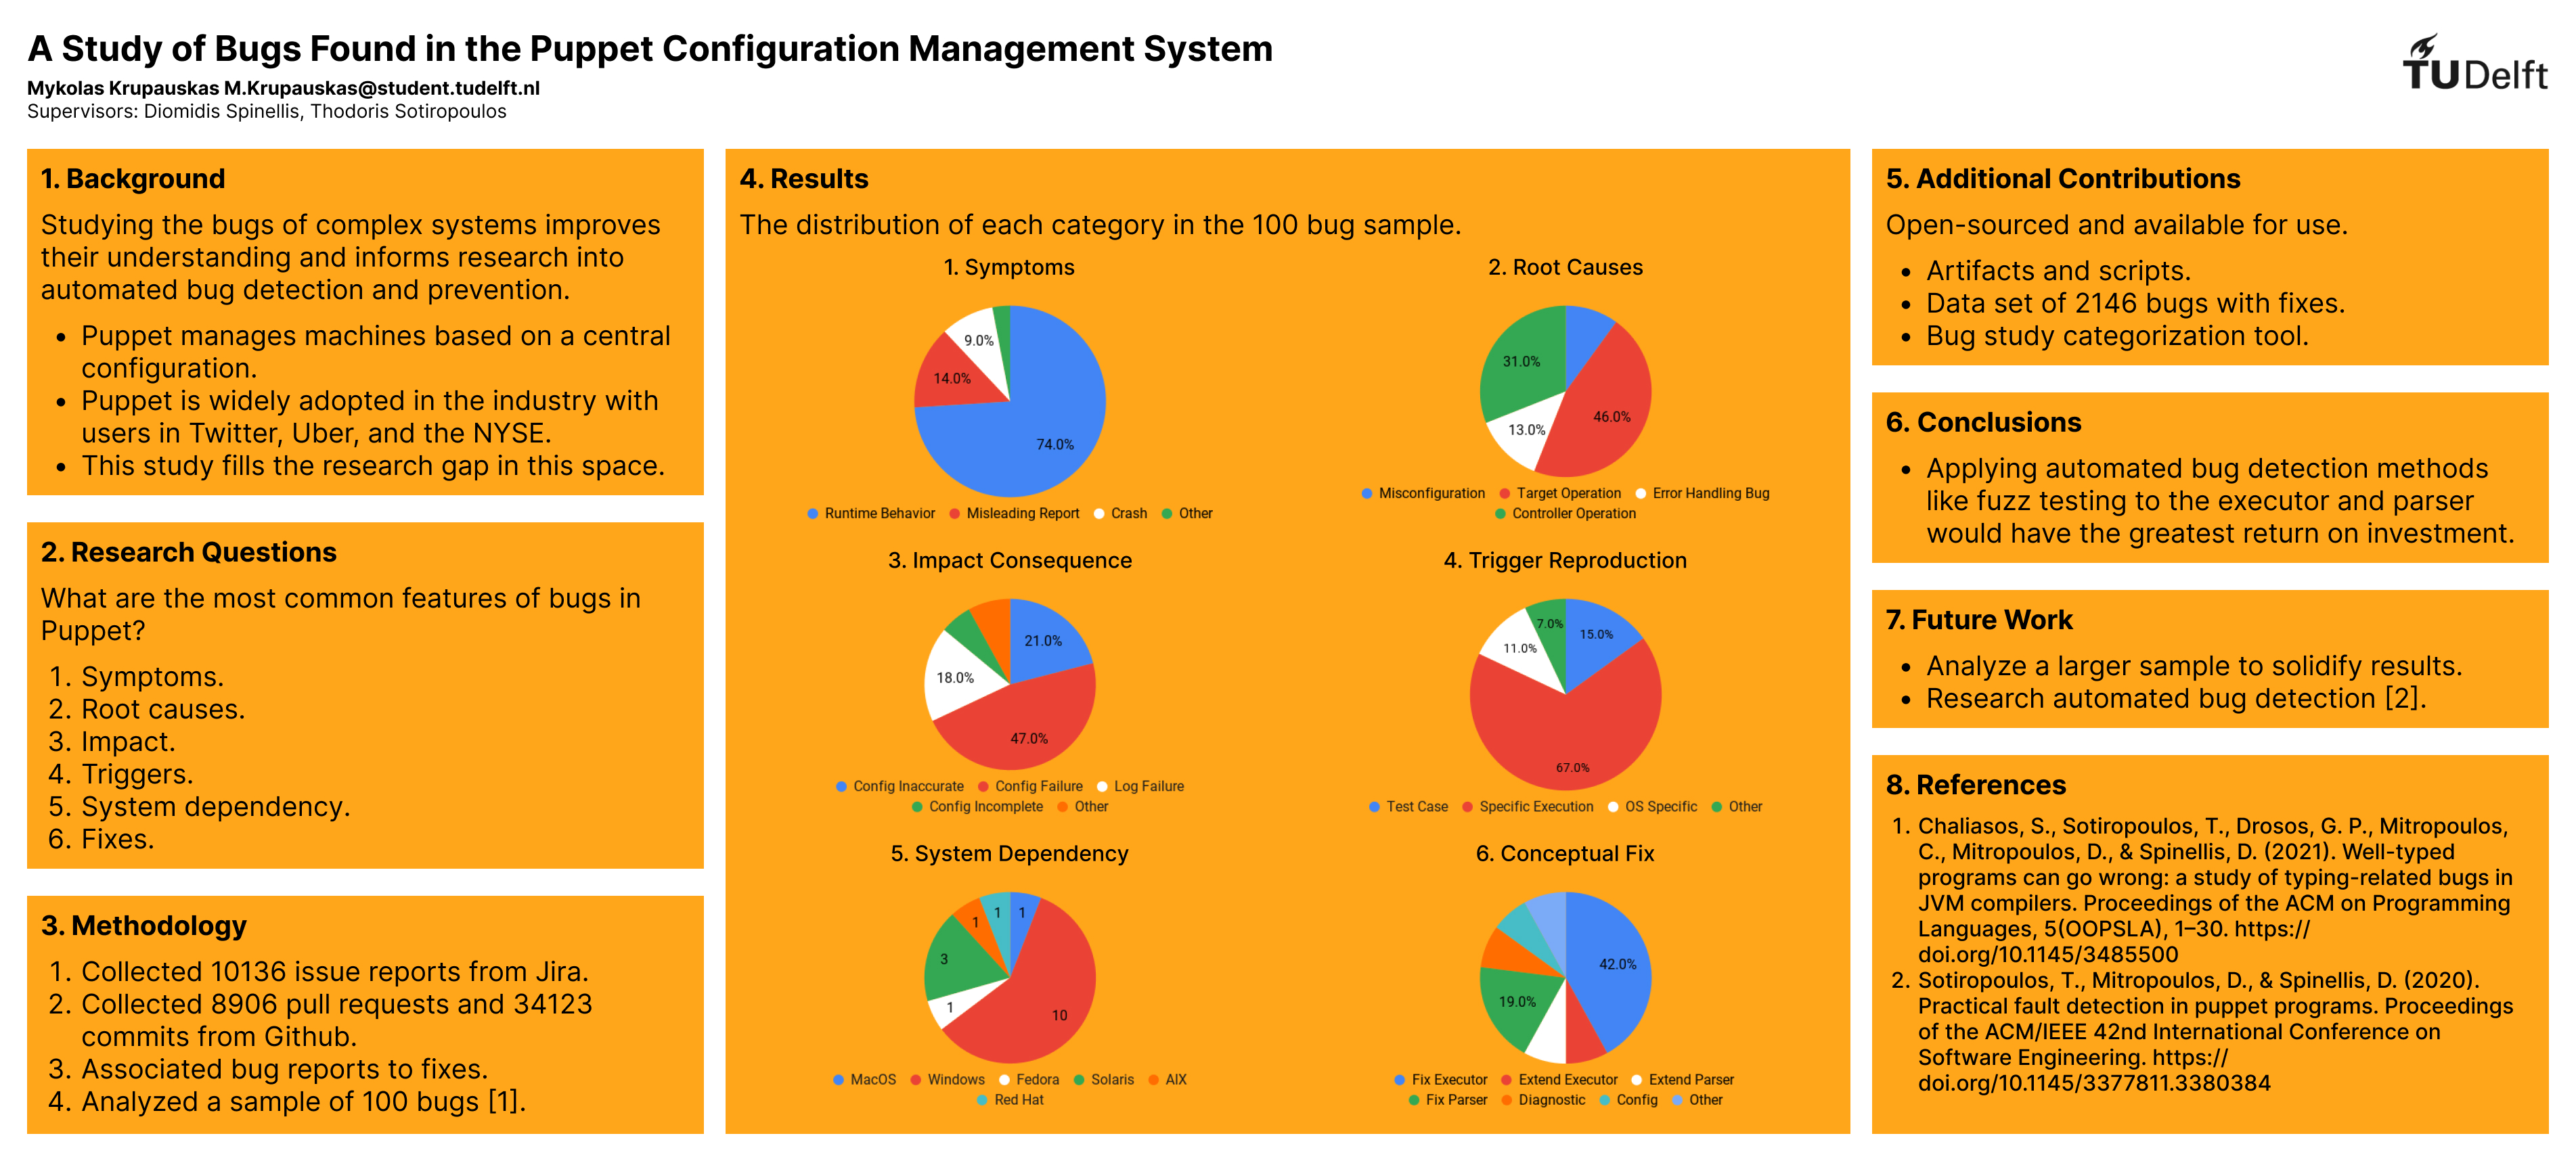 A Study of Bugs Found in the Puppet Configuration Management System
Mykolas Krupauskas M.Krupauskas@student.tudelft.nl
Supervisors: Diomidis Spinellis, Thodoris Sotiropoulos
TU Delft
1. Background
Studying the bugs of complex systems improves
their understanding and informs research into
automated bug detection and prevention.
• Puppet manages machines based on a central
configuration.
• Puppet is widely adopted in the industry with
users in Twitter, Uber, and the NYSE.
• This study fills the research gap in this space.
2. Research Questions
What are the most common features of bugs in
Puppet?
1. Symptoms.
2. Root causes.
3. Impact.
4. Triggers.
5. System dependency.
6. Fixes.
3. Methodology
1. Collected 10136 issue reports from Jira.
2. Collected 8906 pull requests and 34123
commits from Github.
3. Associated bug reports to fixes.
4. Analyzed a sample of 100 bugs [1].
4. Results
The distribution of each category in the 100 bug sample.
1. Symptoms
9.0%
14.0%
74.0%
Runtime Behavior Misleading Report Crash Other
2. Root Causes
31.0%
46.0%
13.0%
Misconfiguration Target Operation Error Handling Bug
Controller Operation
3. Impact Consequence
21.0%
18.0%
47.0%
Config Inaccurate Config Failure Log Failure
Config Incomplete Other
4. Trigger Reproduction
7.0%
15.0%
11.0%
67.0%
Test Case Specific Execution OS Specific Other
5. System Dependency
1
1
1
3
1
10
MacOS Windows Fedora Solaris AIX
Red Hat
6. Conceptual Fix
42.0%
19.0%
Fix Executor Extend Executor Extend Parser
Fix Parser Diagnostic Config Other
5. Additional Contributions
Open-sourced and available for use.
• Artifacts and scripts.
• Data set of 2146 bugs with fixes.
• Bug study categorization tool.
6. Conclusions
• Applying automated bug detection methods
like fuzz testing to the executor and parser
would have the greatest return on investment.
7. Future Work
• Analyze a larger sample to solidify results.
• Research automated bug detection [2].
8. References
1. Chaliasos, S., Sotiropoulos, T., Drosos, G. P., Mitropoulos,
C., Mitropoulos, D., & Spinellis, D. (2021). Well-typed
programs can go wrong: a study of typing-related bugs in
JVM compilers. Proceedings of the ACM on Programming
Languages, 5(OOPSLA), 1–30. https://
doi.org/10.1145/3485500
2. Sotiropoulos, T., Mitropoulos, D., & Spinellis, D. (2020).
Practical fault detection in puppet programs. Proceedings
of the ACM/IEEE 42nd International Conference on
Software Engineering. https://
doi.org/10.1145/3377811.3380384